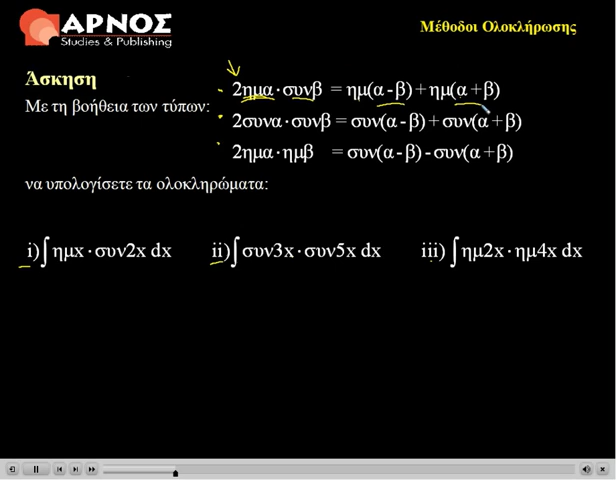 ΑΡΝΟΣ
Studies & Publishing
Μέθοδοι Ολοκλήρωσης
Άσκηση
Με τη βοήθεια των τύπων:
2ημα·συνβ = ημ(α-β)+ημ(α+β)
2συνα·συνβ = συν(α-β)+συν(α+β)
2ημα·ημβ = συν(α-β)-συν(α+β)
να υπολογίσετε τα ολοκληρώματα:
i)∫ημx·συν2x dx ii)∫συν3x·συν5x dx iii)∫ημ2x·ημ4x dx